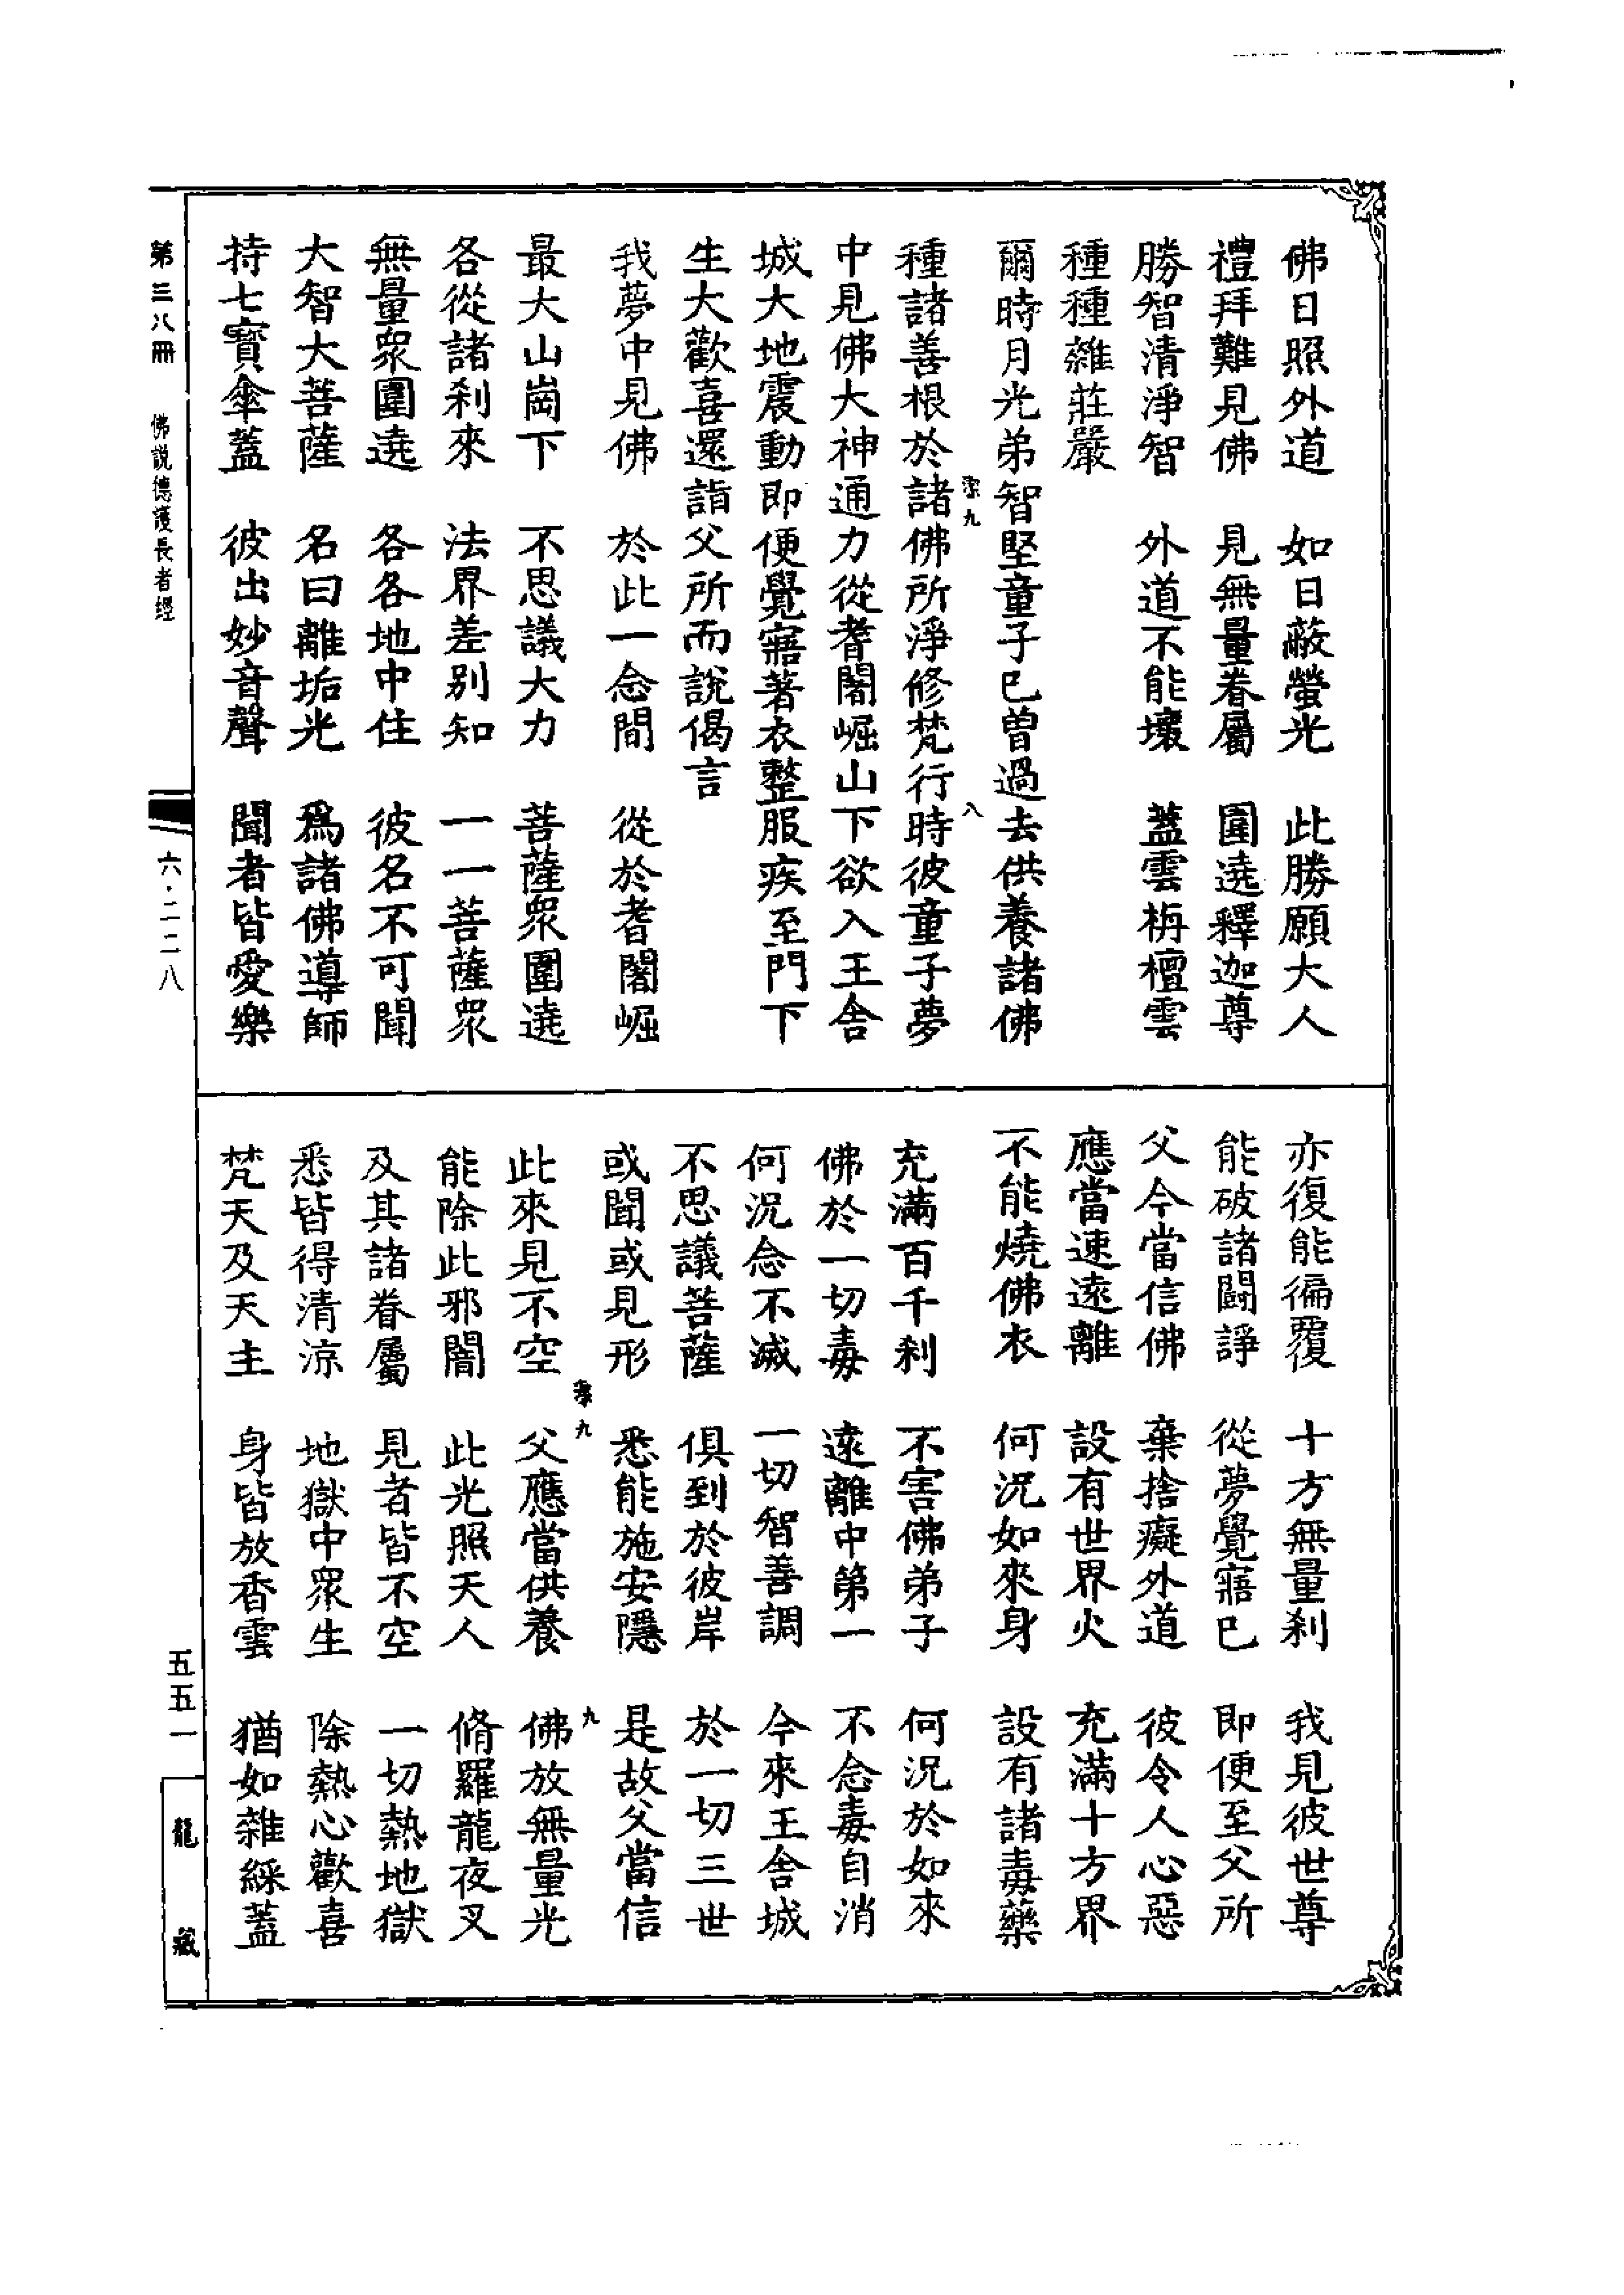 佛日照外道　如日蔽螢光　此勝願大人
禮拜難見佛　見無量眷屬　圍遶釋迦尊
勝智清淨智　外道不能壞　蓋雲栴檀雲
種種雜莊嚴
爾時月光弟智堅童子已曾過去供養諸佛
種諸善根於諸佛所淨修梵行時彼童子夢
中見佛大神通力從耆闍崛山下欲入王舍
城大地震動即便覺寤著衣整服疾至門下
生大歡喜還詣父所而說偈言
我夢中見佛　於此一念間　從於耆闍崛
最大山崗下　不思議大力　菩薩眾圍遶
各從諸剎來　法界差別知　一一菩薩眾
無量眾圍遶　各各地中住　彼名不可聞
大智大菩薩　名曰離垢光　爲諸佛導師
持七寶傘蓋　彼出妙音聲　聞者皆愛樂
亦復能徧覆　十方無量剎　我見彼世尊
能破諸鬪諍　從夢覺寤已　即便至父所
父今當信佛　棄捨癡外道　彼令人心惡
應當速遠離　設有世界火　充滿十方界
不能燒佛衣　何況如來身　設有諸毒藥
充滿百千剎　不害佛弟子　何況於如來
佛於一切毒　遠離中第一　不念毒自消
何況念不滅　一切智善調　今來王舍城
不思議菩薩　俱到於彼岸　於一切三世
或聞或見形　悉能施安隱　是故父當信
此來見不空　父應當供養　佛放無量光
能除此邪闇　此光照天人　脩羅龍夜叉
及其諸眷屬　見者皆不空　一切熱地獄
悉皆得清涼　地獄中眾生　除熱心歡喜
梵天及天主　身皆放香雲　猶如雜綵蓋
九
八
九
九
第三八冊　佛説德護長者經
六·二二八
五五一
龍藏